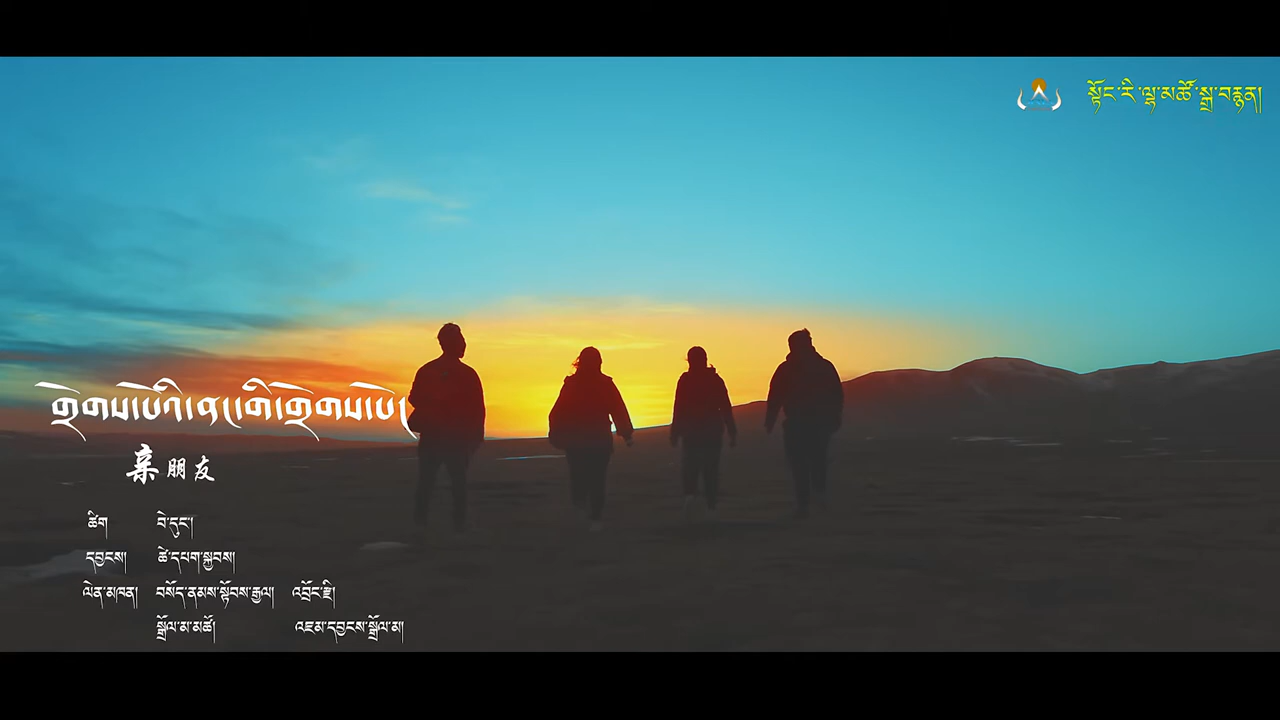 སྟོང་རི་ལྷ་མཚོ་སྒྲ་བརྙན།
亲朋友
ཚིག བེ་དུང་།
དབྱངས། ཚེ་དཔག་སྐྱབས།
ལེན་མཁན། བསོད་ནམས་སྟོབས་རྒྱལ། འབྲོང་རྫི།
སྒྲོལ་མ་མཚོ། འཇམ་དབྱངས་སྒྲོལ་མ།